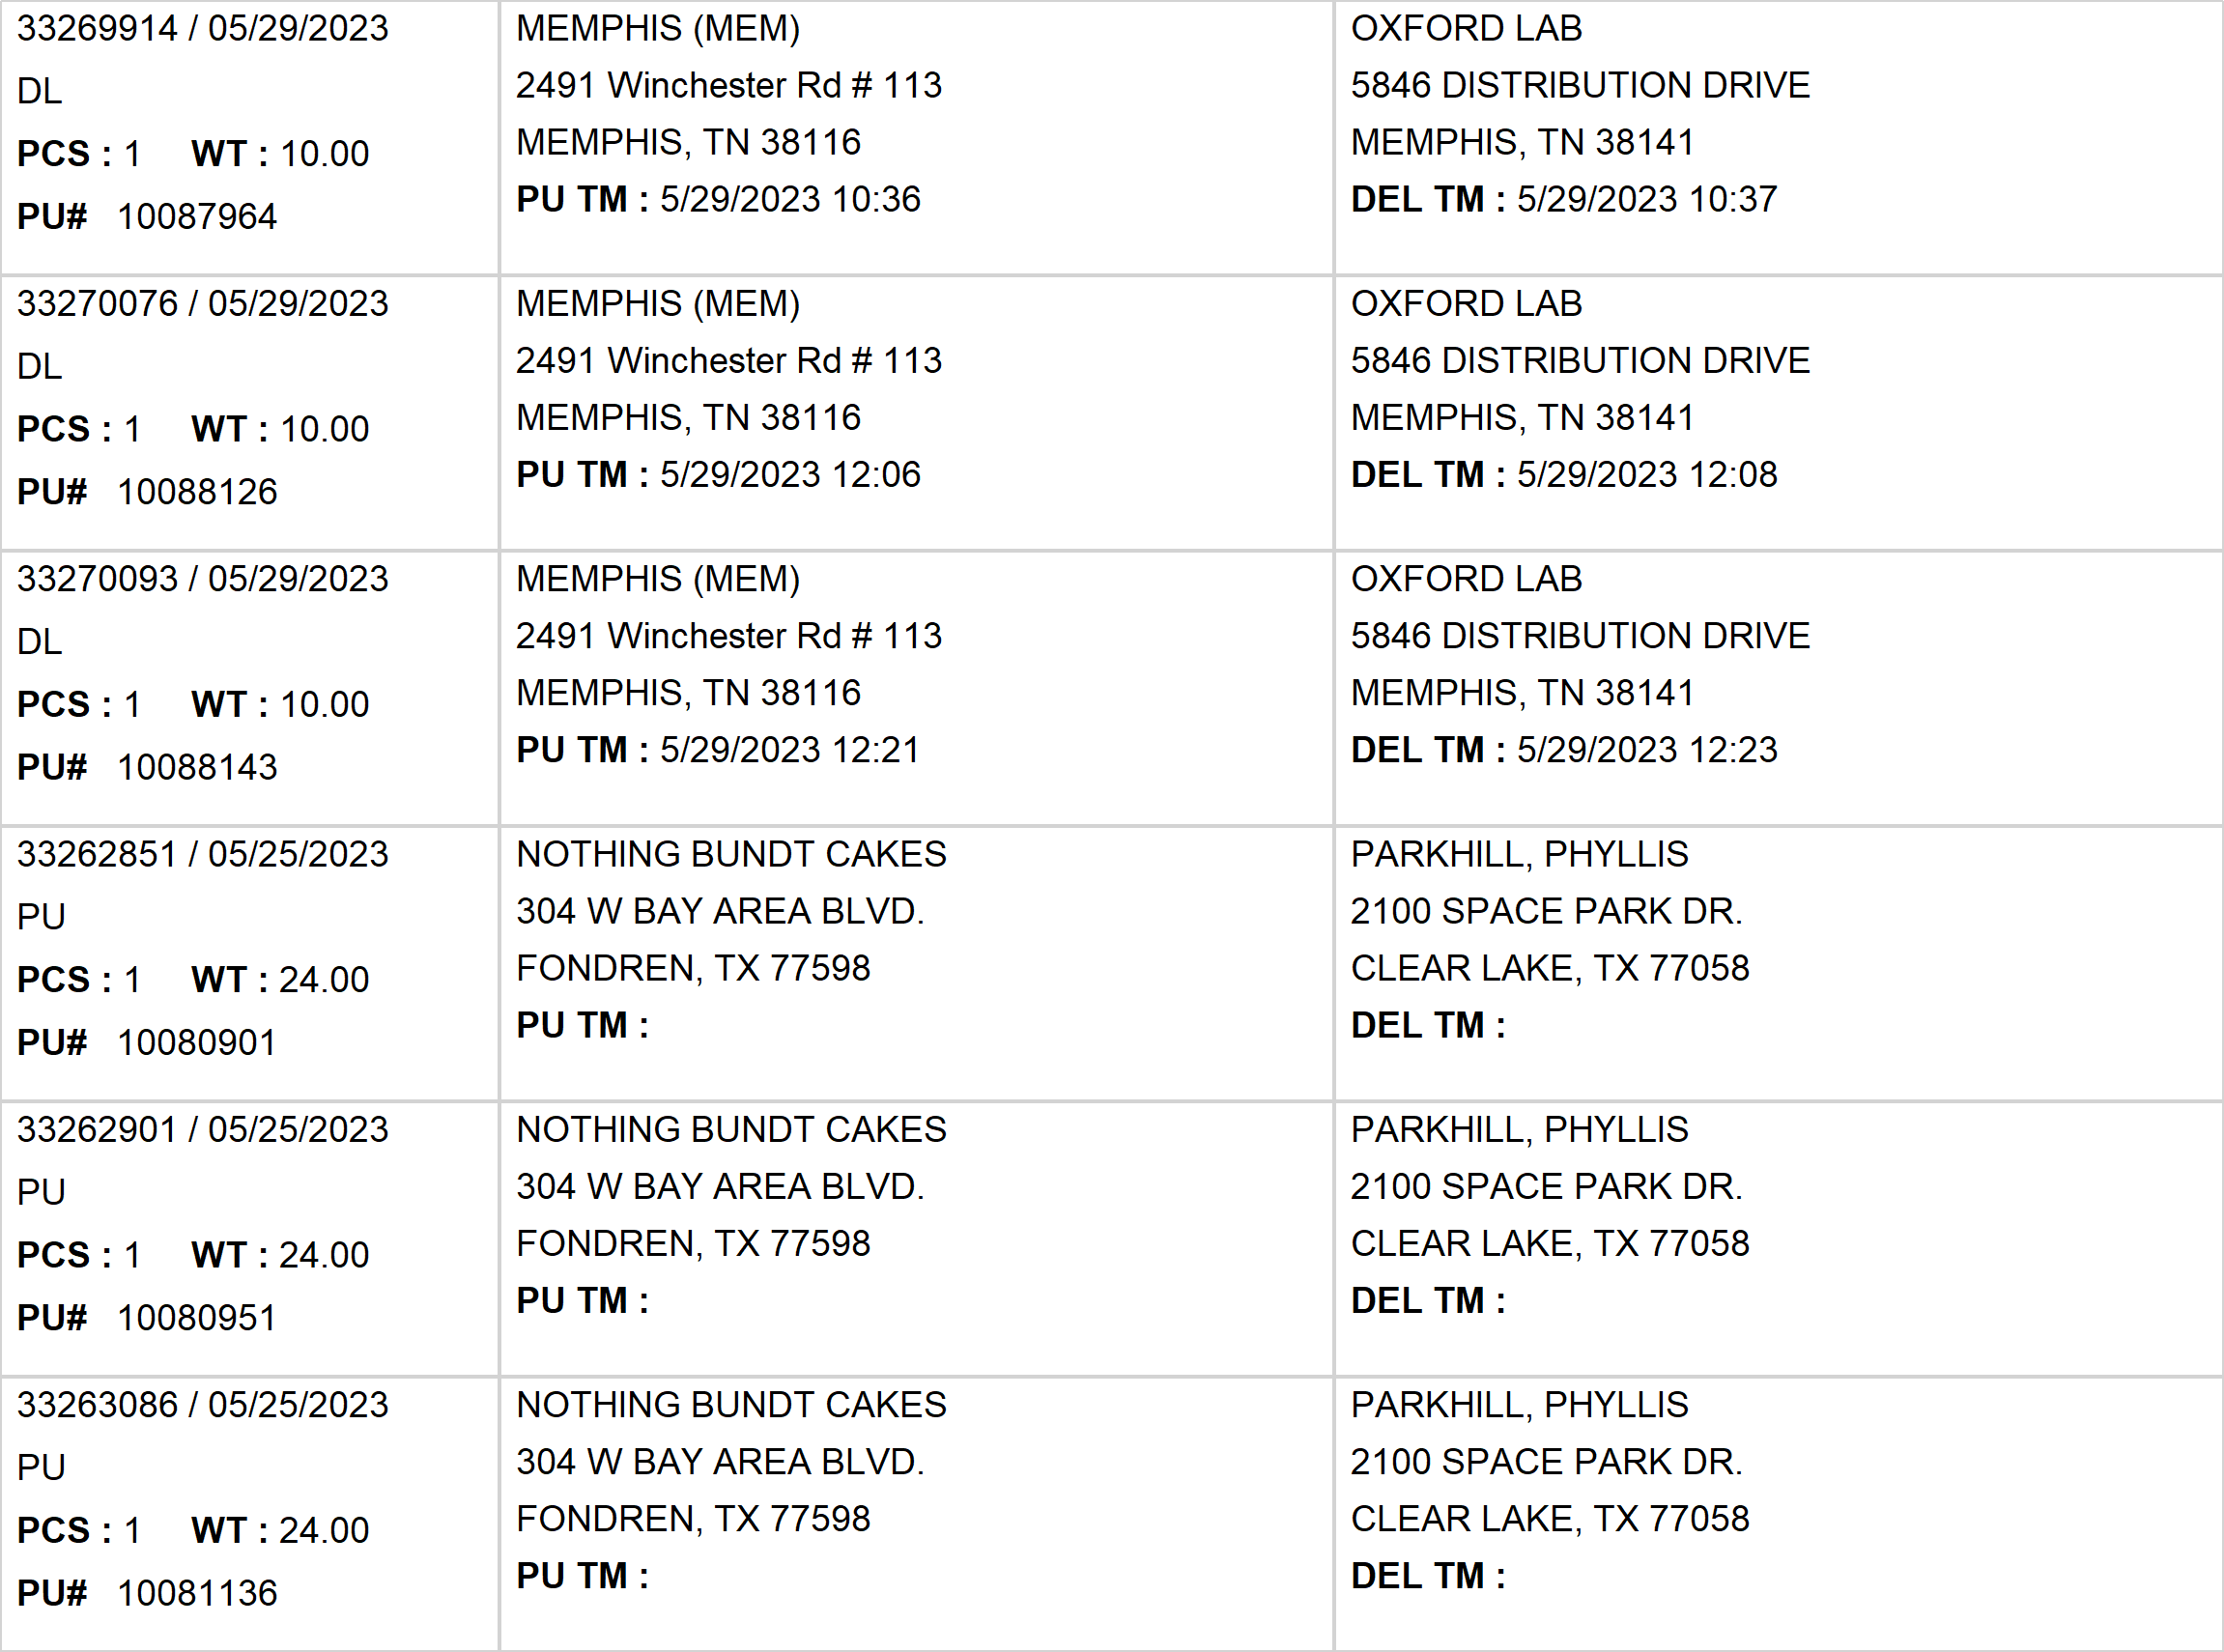 33269914 / 05/29/2023
DL
PCS : 1 WT : 10.00
PU# 10087964
MEMPHIS (MEM)
2491 Winchester Rd # 113
MEMPHIS, TN 38116
PU TM : 5/29/2023 10:36
OXFORD LAB
5846 DISTRIBUTION DRIVE
MEMPHIS, TN 38141
DEL TM : 5/29/2023 10:37
33270076 / 05/29/2023
DL
PCS : 1 WT : 10.00
PU# 10088126
MEMPHIS (MEM)
2491 Winchester Rd # 113
MEMPHIS, TN 38116
PU TM : 5/29/2023 12:06
OXFORD LAB
5846 DISTRIBUTION DRIVE
MEMPHIS, TN 38141
DEL TM : 5/29/2023 12:08
33270093 / 05/29/2023
DL
PCS : 1 WT : 10.00
PU# 10088143
MEMPHIS (MEM)
2491 Winchester Rd # 113
MEMPHIS, TN 38116
PU TM : 5/29/2023 12:21
OXFORD LAB
5846 DISTRIBUTION DRIVE
MEMPHIS, TN 38141
DEL TM : 5/29/2023 12:23
33262851 / 05/25/2023
PU
PCS : 1 WT : 24.00
PU# 10080901
NOTHING BUNDT CAKES
304 W BAY AREA BLVD.
FONDREN, TX 77598
PU TM :
PARKHILL, PHYLLIS
2100 SPACE PARK DR.
CLEAR LAKE, TX 77058
DEL TM :
33262901 / 05/25/2023
PU
PCS : 1 WT : 24.00
PU# 10080951
NOTHING BUNDT CAKES
304 W BAY AREA BLVD.
FONDREN, TX 77598
PU TM :
PARKHILL, PHYLLIS
2100 SPACE PARK DR.
CLEAR LAKE, TX 77058
DEL TM :
33263086 / 05/25/2023
PU
PCS : 1 WT : 24.00
PU# 10081136
NOTHING BUNDT CAKES
304 W BAY AREA BLVD.
FONDREN, TX 77598
PU TM :
PARKHILL, PHYLLIS
2100 SPACE PARK DR.
CLEAR LAKE, TX 77058
DEL TM :